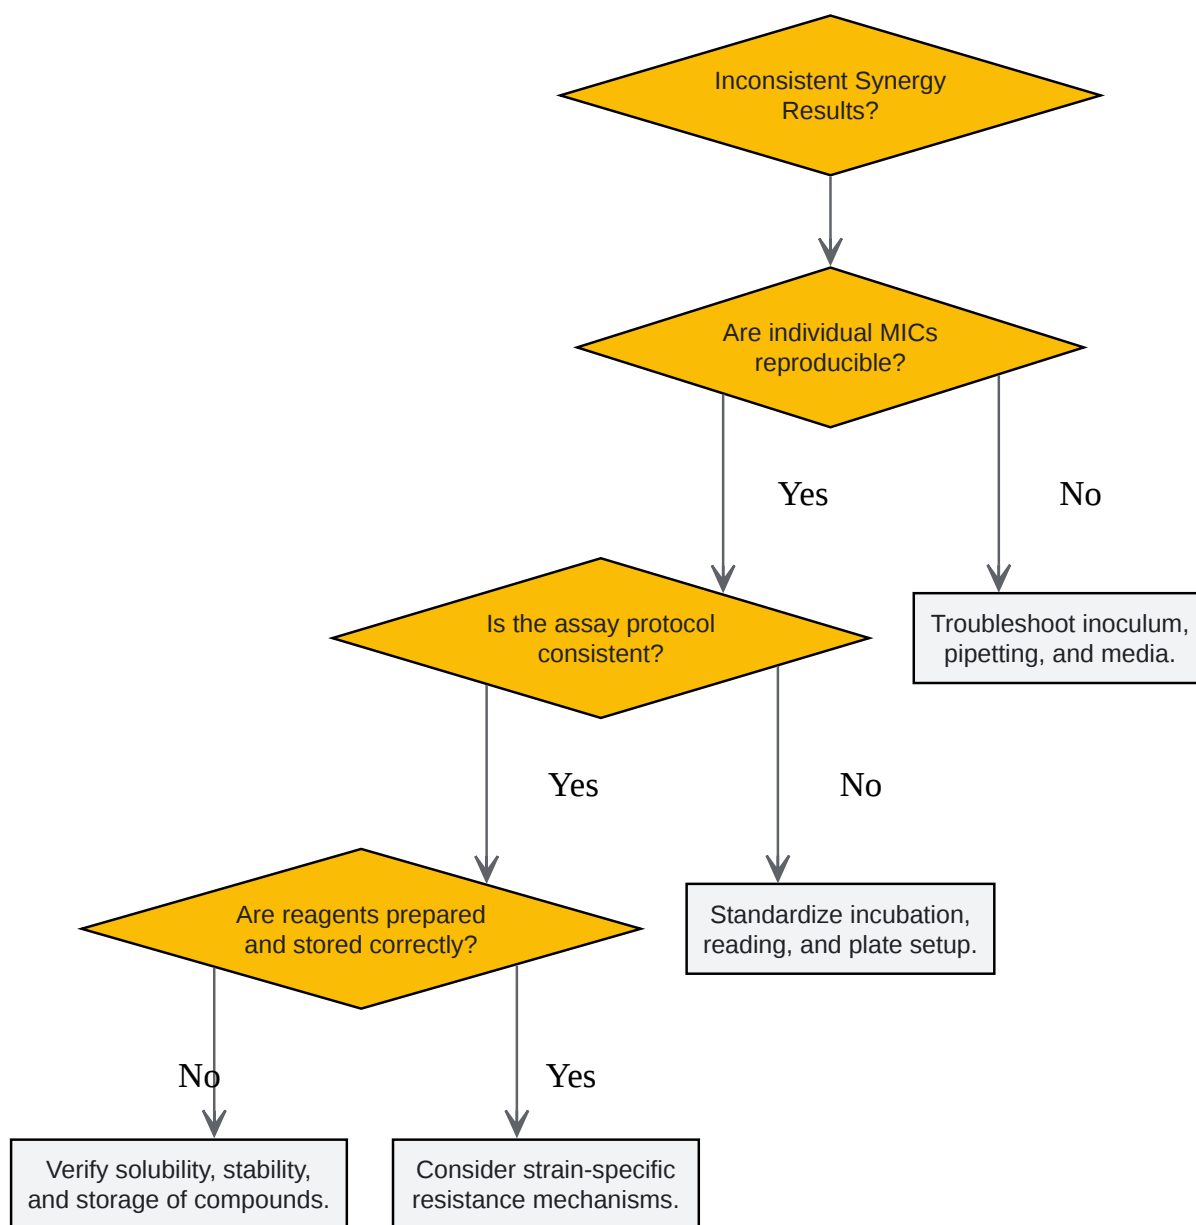 Inconsistent Synergy
Results?
Are individual MICs
reproducible?
Yes
No
Is the assay protocol
consistent?
Troubleshoot inoculum,
pipetting, and media.
Yes
No
Are reagents prepared
and stored correctly?
Standardize incubation,
reading, and plate setup.
No
Yes
Verify solubility, stability,
and storage of compounds.
Consider strain-specific
resistance mechanisms.